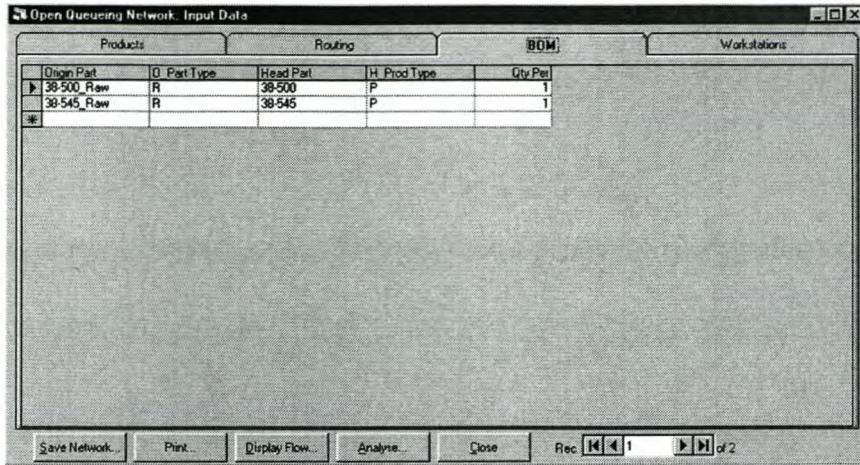 Open Queueing Network. Input Data
Products Routing BOM Workstations
Origin Part O_Part Type Head Part H_Prod Type Qty Per
38-500_Raw R 38-500 P 1
38-545_Raw R 38-545 P 1
Save Network... Print... Display Flow... Analyse... Close Rec 1 of 2